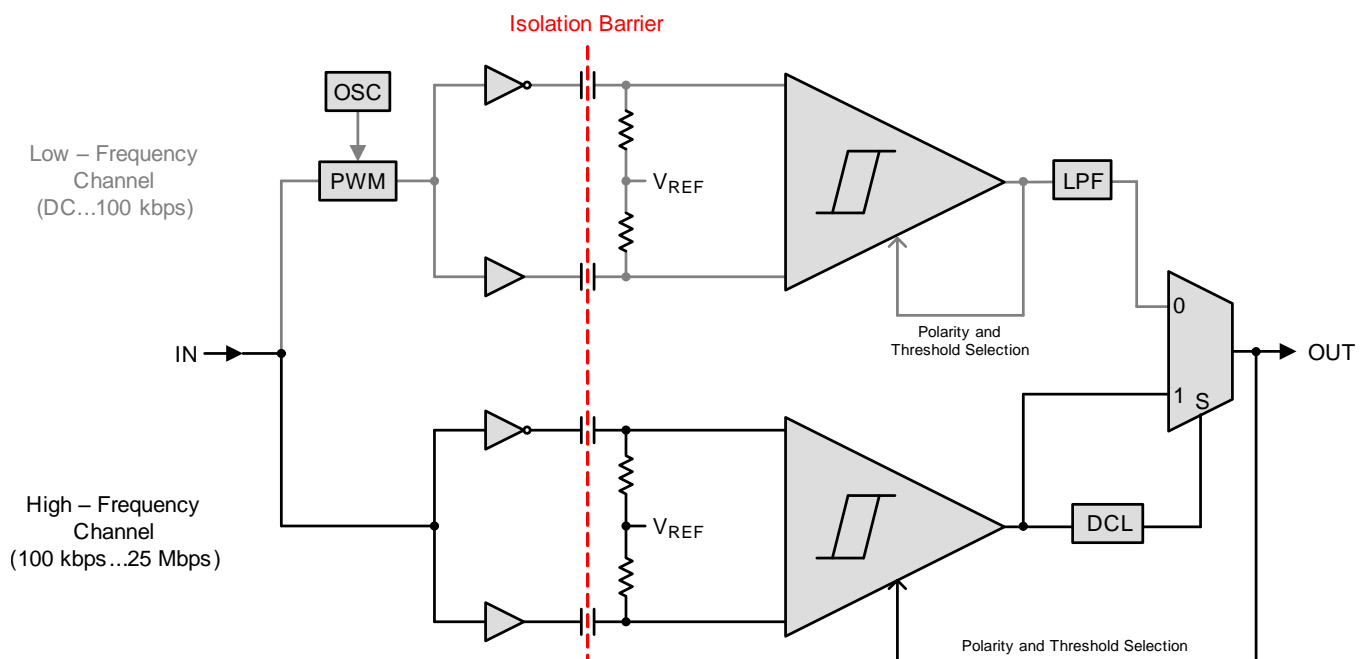 Isolation Barrier
OSC
Low – Frequency
Channel
(DC...100 kbps)
PWM
VREF
LPF
Polarity and
Threshold Selection
0
IN
OUT
1
S
High – Frequency
Channel
(100 kbps...25 Mbps)
VREF
DCL
Polarity and Threshold Selection